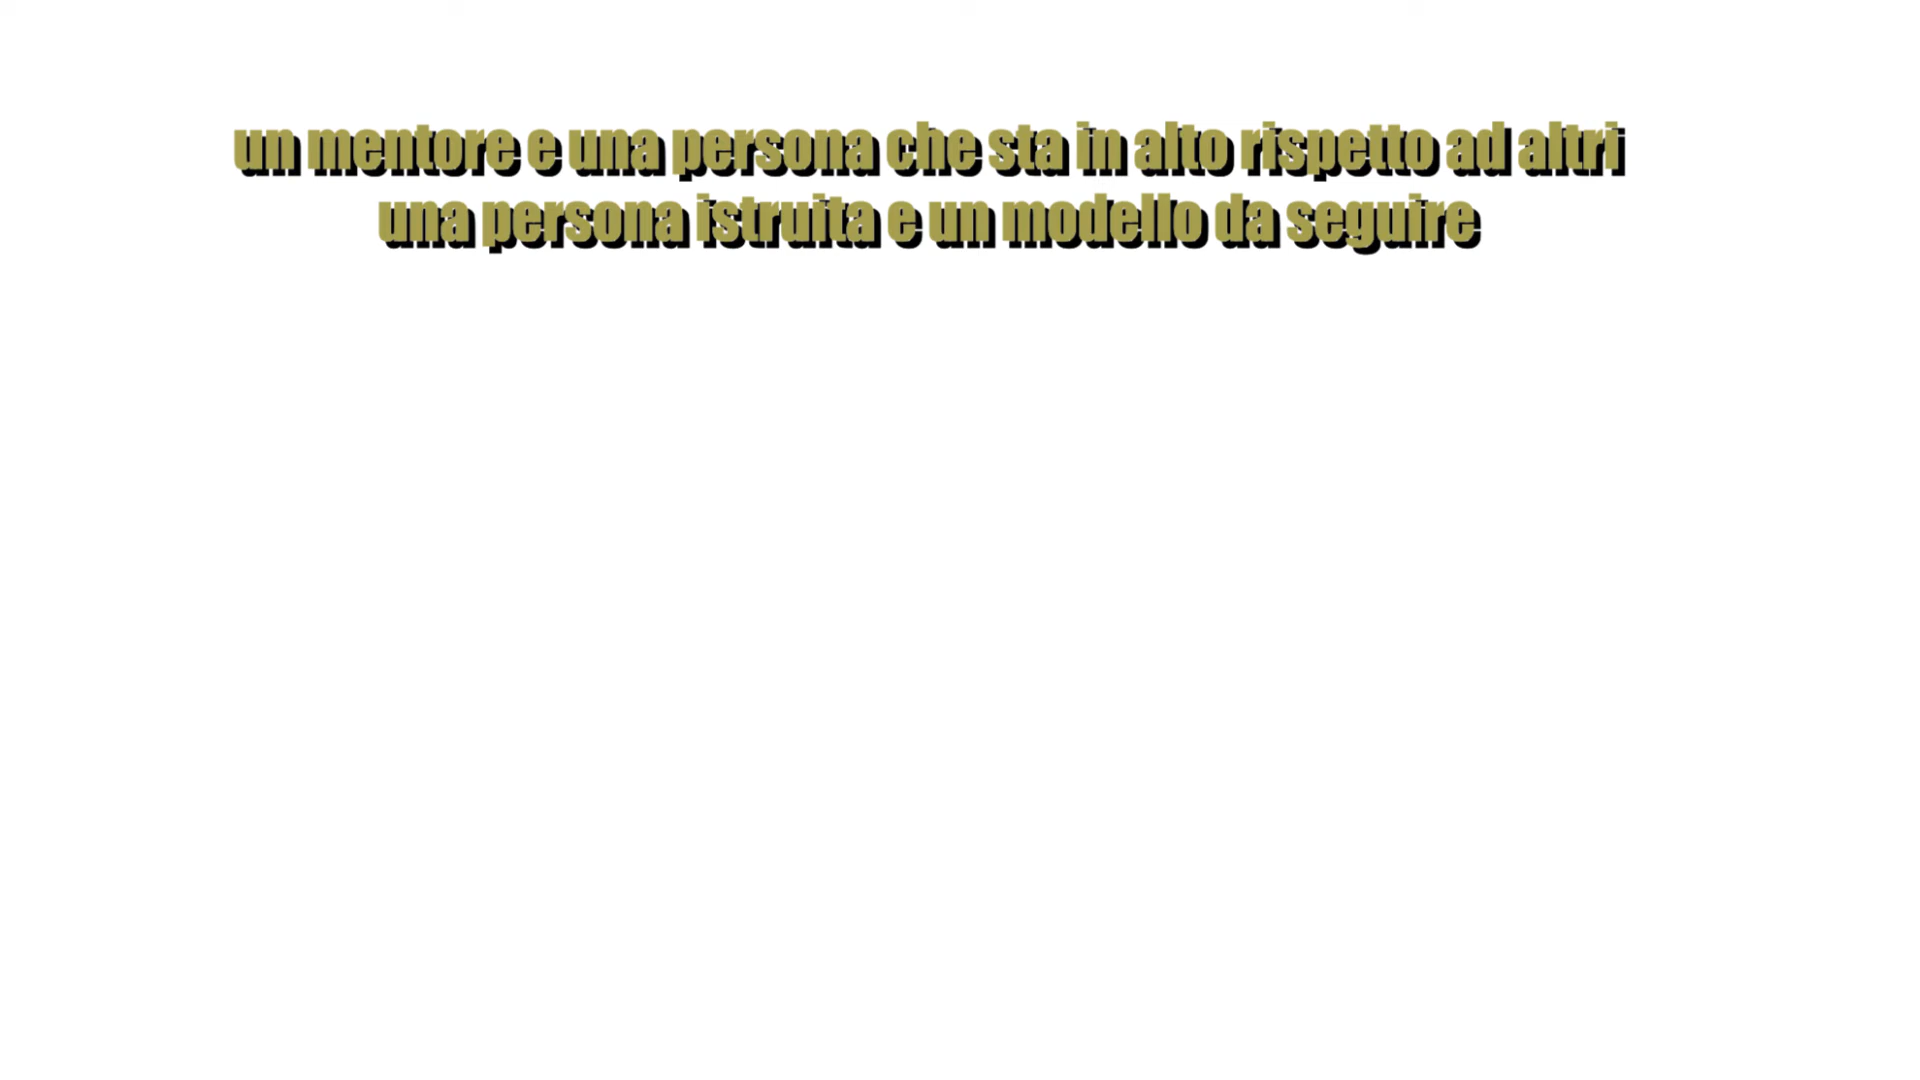 un mentore e una persona che sta in alto rispetto ad altri
una persona istruita e un modello da seguire